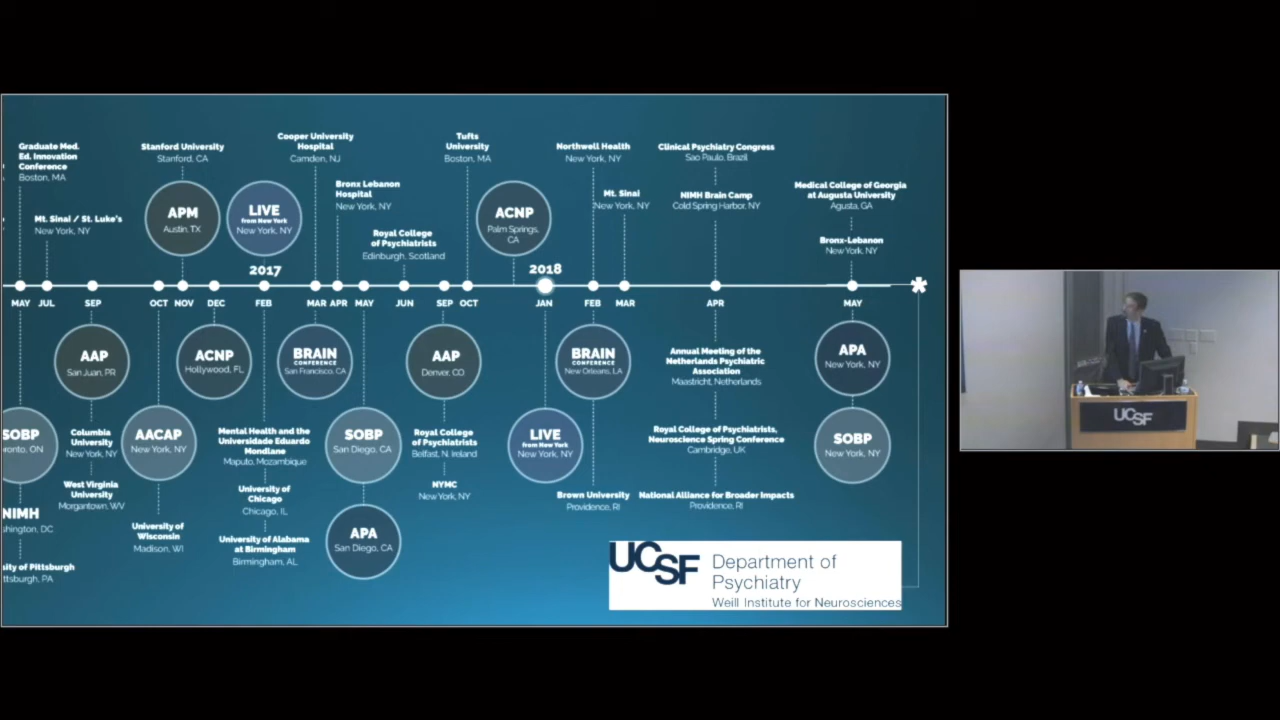 Graduate Med.
Ed. Innovation
Conference
Boston, MA
Mt. Sinai / St. Luke's
New York, NY
Stanford University
Stanford, CA
APM
Austin, TX
LIVE
from New York
New York, NY
2017
Cooper University
Hospital
Camden, NJ
Bronx Lebanon
Hospital
New York, NY
Royal College
of Psychiatrists
Edinburgh, Scotland
Tufts
University
Boston, MA
ACNP
Palm Springs,
CA
2018
Northwell Health
New York, NY
Mt. Sinai
New York, NY
Clinical Psychiatry Congress
Sao Paulo, Brazil
NIMH Brain Camp
Cold Spring Harbor, NY
Medical College of Georgia
at Augusta University
Agusta, GA
Bronx-Lebanon
New York, NY
*
MAY JUL SEP OCT NOV DEC FEB MAR APR MAY JUN SEP OCT JAN FEB MAR APR MAY
AAP
San Juan, PR
ACNP
Hollywood, FL
BRAIN
CONFERENCE
San Francisco, CA
AAP
Denver, CO
BRAIN
CONFERENCE
New Orleans, LA
Annual Meeting of the
Netherlands Psychiatric
Association
Maastricht, Netherlands
APA
New York, NY
SOBP
ronto, ON
Columbia
University
New York, NY
AACAP
New York, NY
Mental Health and the
Universidade Eduardo
Mondlane
Maputo, Mozambique
SOBP
San Diego, CA
Royal College
of Psychiatrists
Belfast, N. Ireland
LIVE
from New York
New York, NY
Royal College of Psychiatrists,
Neuroscience Spring Conference
Cambridge, UK
SOBP
New York, NY
NIMH
shington, DC
West Virginia
University
Morgantown, WV
University of
Chicago
Chicago, IL
NYMC
New York, NY
Brown University
Providence, RI
National Alliance for Broader Impacts
Providence, RI
sity of Pittsburgh
ttsburgh, PA
University of
Wisconsin
Madison, WI
University of Alabama
at Birmingham
Birmingham, AL
APA
San Diego, CA
UCSF
Department of
Psychiatry
Weill Institute for Neurosciences
UCSF